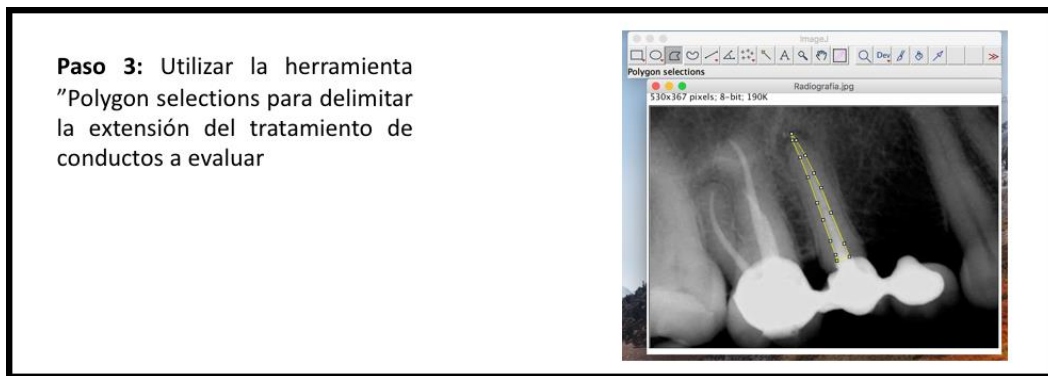 Paso 3: Utilizar la herramienta
"Polygon selections para delimitar
la extensión del tratamiento de
conductos a evaluar
ImageJ
A
Dev
Polygon selections
Radiografia.jpg
530x367 pixels; 8-bit; 190K